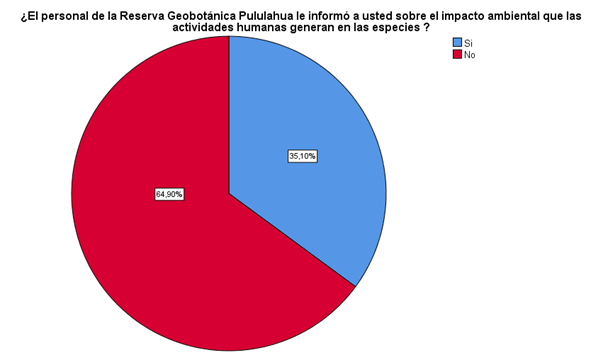 ¿El personal de la Reserva Geobotánica Pululahua le informó a usted sobre el impacto ambiental que las
actividades humanas generan en las especies ?
Si
No
35,10%
64,90%